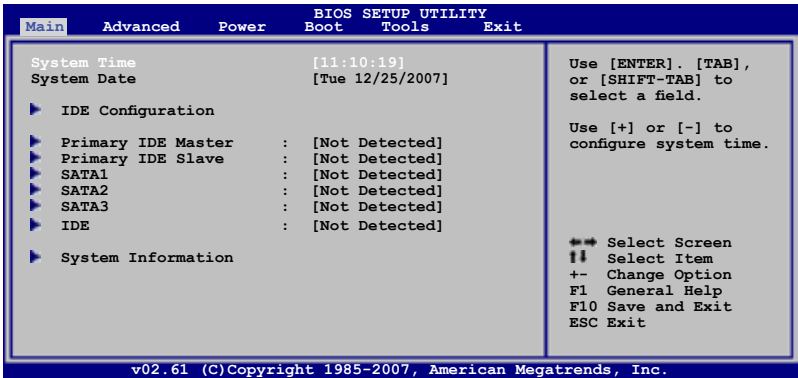 BIOS SETUP UTILITY
Main Advanced Power Boot Tools Exit
System Time [11:10:19]
System Date [Tue 12/25/2007]
IDE Configuration
Primary IDE Master : [Not Detected]
Primary IDE Slave : [Not Detected]
SATA1 : [Not Detected]
SATA2 : [Not Detected]
SATA3 : [Not Detected]
IDE : [Not Detected]
System Information
Use [ENTER]. [TAB],
or [SHIFT-TAB] to
select a field.
Use [+] or [-] to
configure system time.
←→ Select Screen
↑↓ Select Item
+- Change Option
F1 General Help
F10 Save and Exit
ESC Exit
v02.61 (C)Copyright 1985-2007, American Megatrends, Inc.